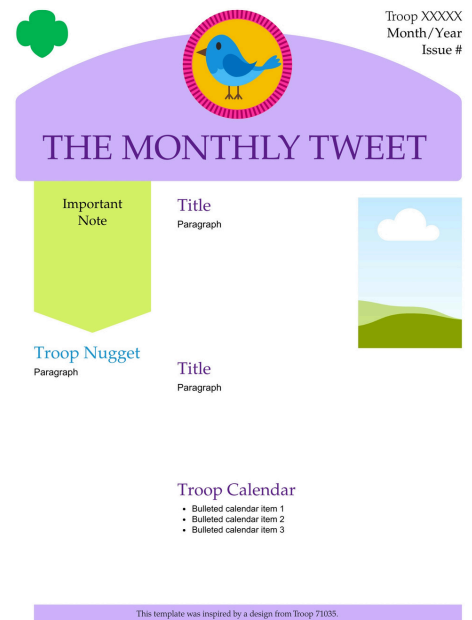 Troop XXXXX
Month/Year
Issue #
THE MONTHLY TWEET
Important
Note
Troop Nugget
Paragraph
Title
Paragraph
Title
Paragraph
Troop Calendar
• Bulleted calendar item 1
• Bulleted calendar item 2
• Bulleted calendar item 3
This template was inspired by a design from Troop 71035.